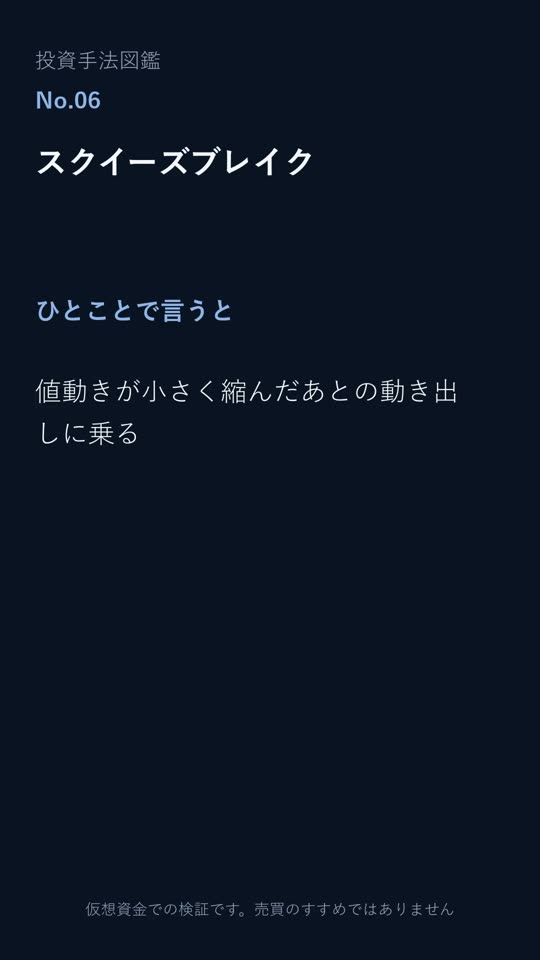 投資手法図鑑
No.06
スクイーズブレイク
ひとことで言うと
値動きが小さく縮んだあとの動き出
しに乗る
仮想資金での検証です。売買のすすめではありません